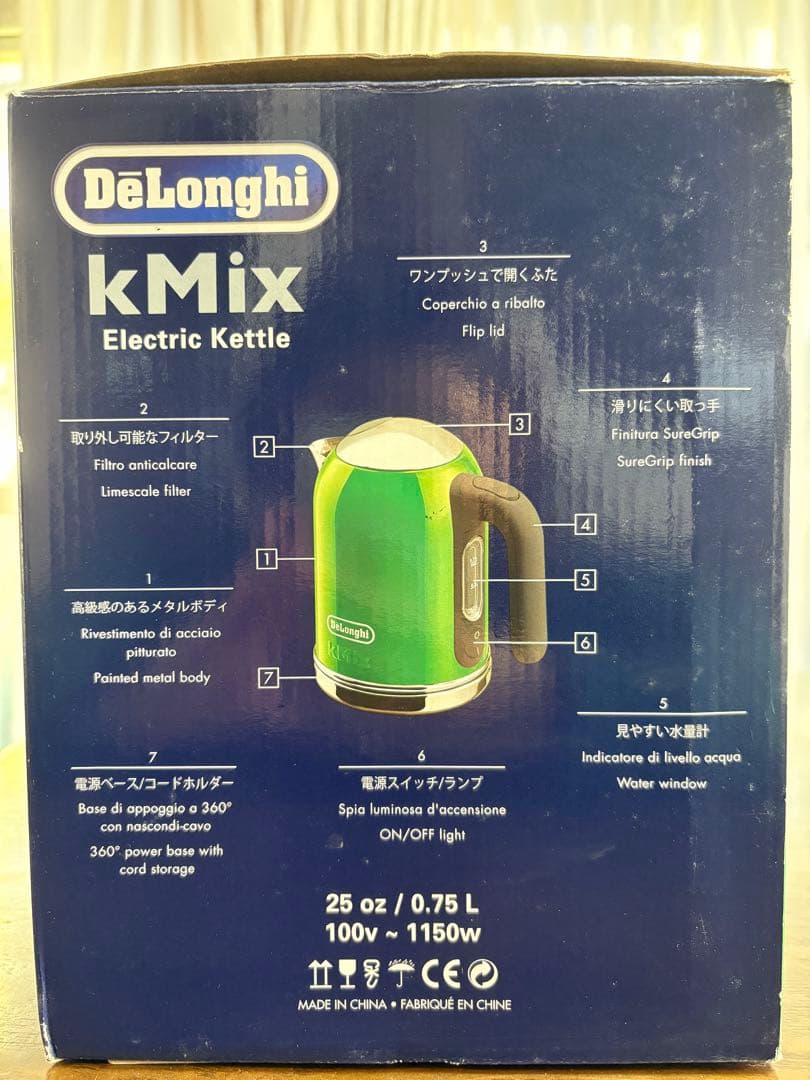 DēLonghi
kMix
Electric Kettle
3
ワンプッシュで開くふた
Coperchio a ribalto
Flip lid
4
滑りにくい取っ手
Finitura SureGrip
SureGrip finish
2
取り外し可能なフィルター
Filtro anticalcare
Limescale filter
3
2
4
1
5
6
7
DēLonghi
kMix
1
高級感のあるメタルボディ
Rivestimento di acciaio
pitturato
Painted metal body
5
見やすい水量計
Indicatore di livello acqua
Water window
7
電源ベース/コードホルダー
Base di appoggio a 360°
con nascondi-cavo
360° power base with
cord storage
6
電源スイッチ/ランプ
Spia luminosa d'accensione
ON/OFF light
25 oz / 0.75 L
100v ~ 1150w
CE
MADE IN CHINA • FABRIQUÉ EN CHINE